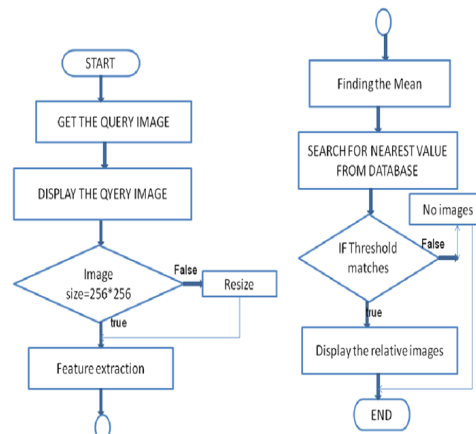 START
GET THE QUERY IMAGE
DISPLAY THE QYERY IMAGE
Image
size=256*256
False
Resize
true
Feature extraction
Finding the Mean
SEARCH FOR NEAREST VALUE
FROM DATABASE
No images
IF Threshold
matches
False
true
Display the relative images
END